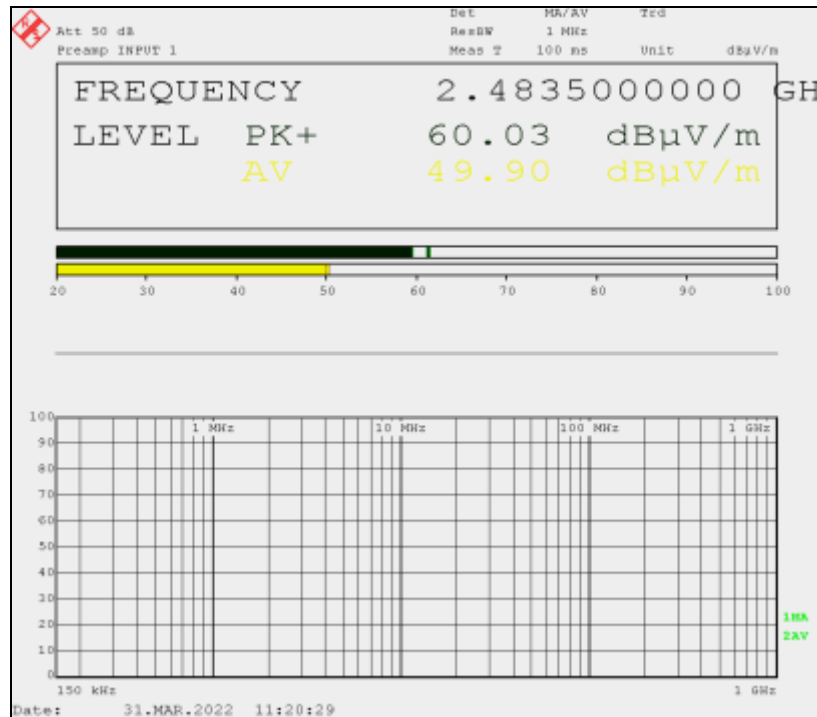 Det MA/AV Trd
Att 50 dB ResBW 1 MHz
Preamp INPUT 1 Meas T 100 ms Unit dBµV/m
FREQUENCY 2.4835000000 GH
LEVEL PK+ 60.03 dBµV/m
AV 49.90 dBµV/m
20 30 40 50 60 70 80 90 100
100
1 MHz 10 MHz 100 MHz 1 GHz
90
80
70
60
50
40
30
20
1MA
2AV
10
0
150 kHz 1 GHz
Date: 31.MAR.2022 11:20:29